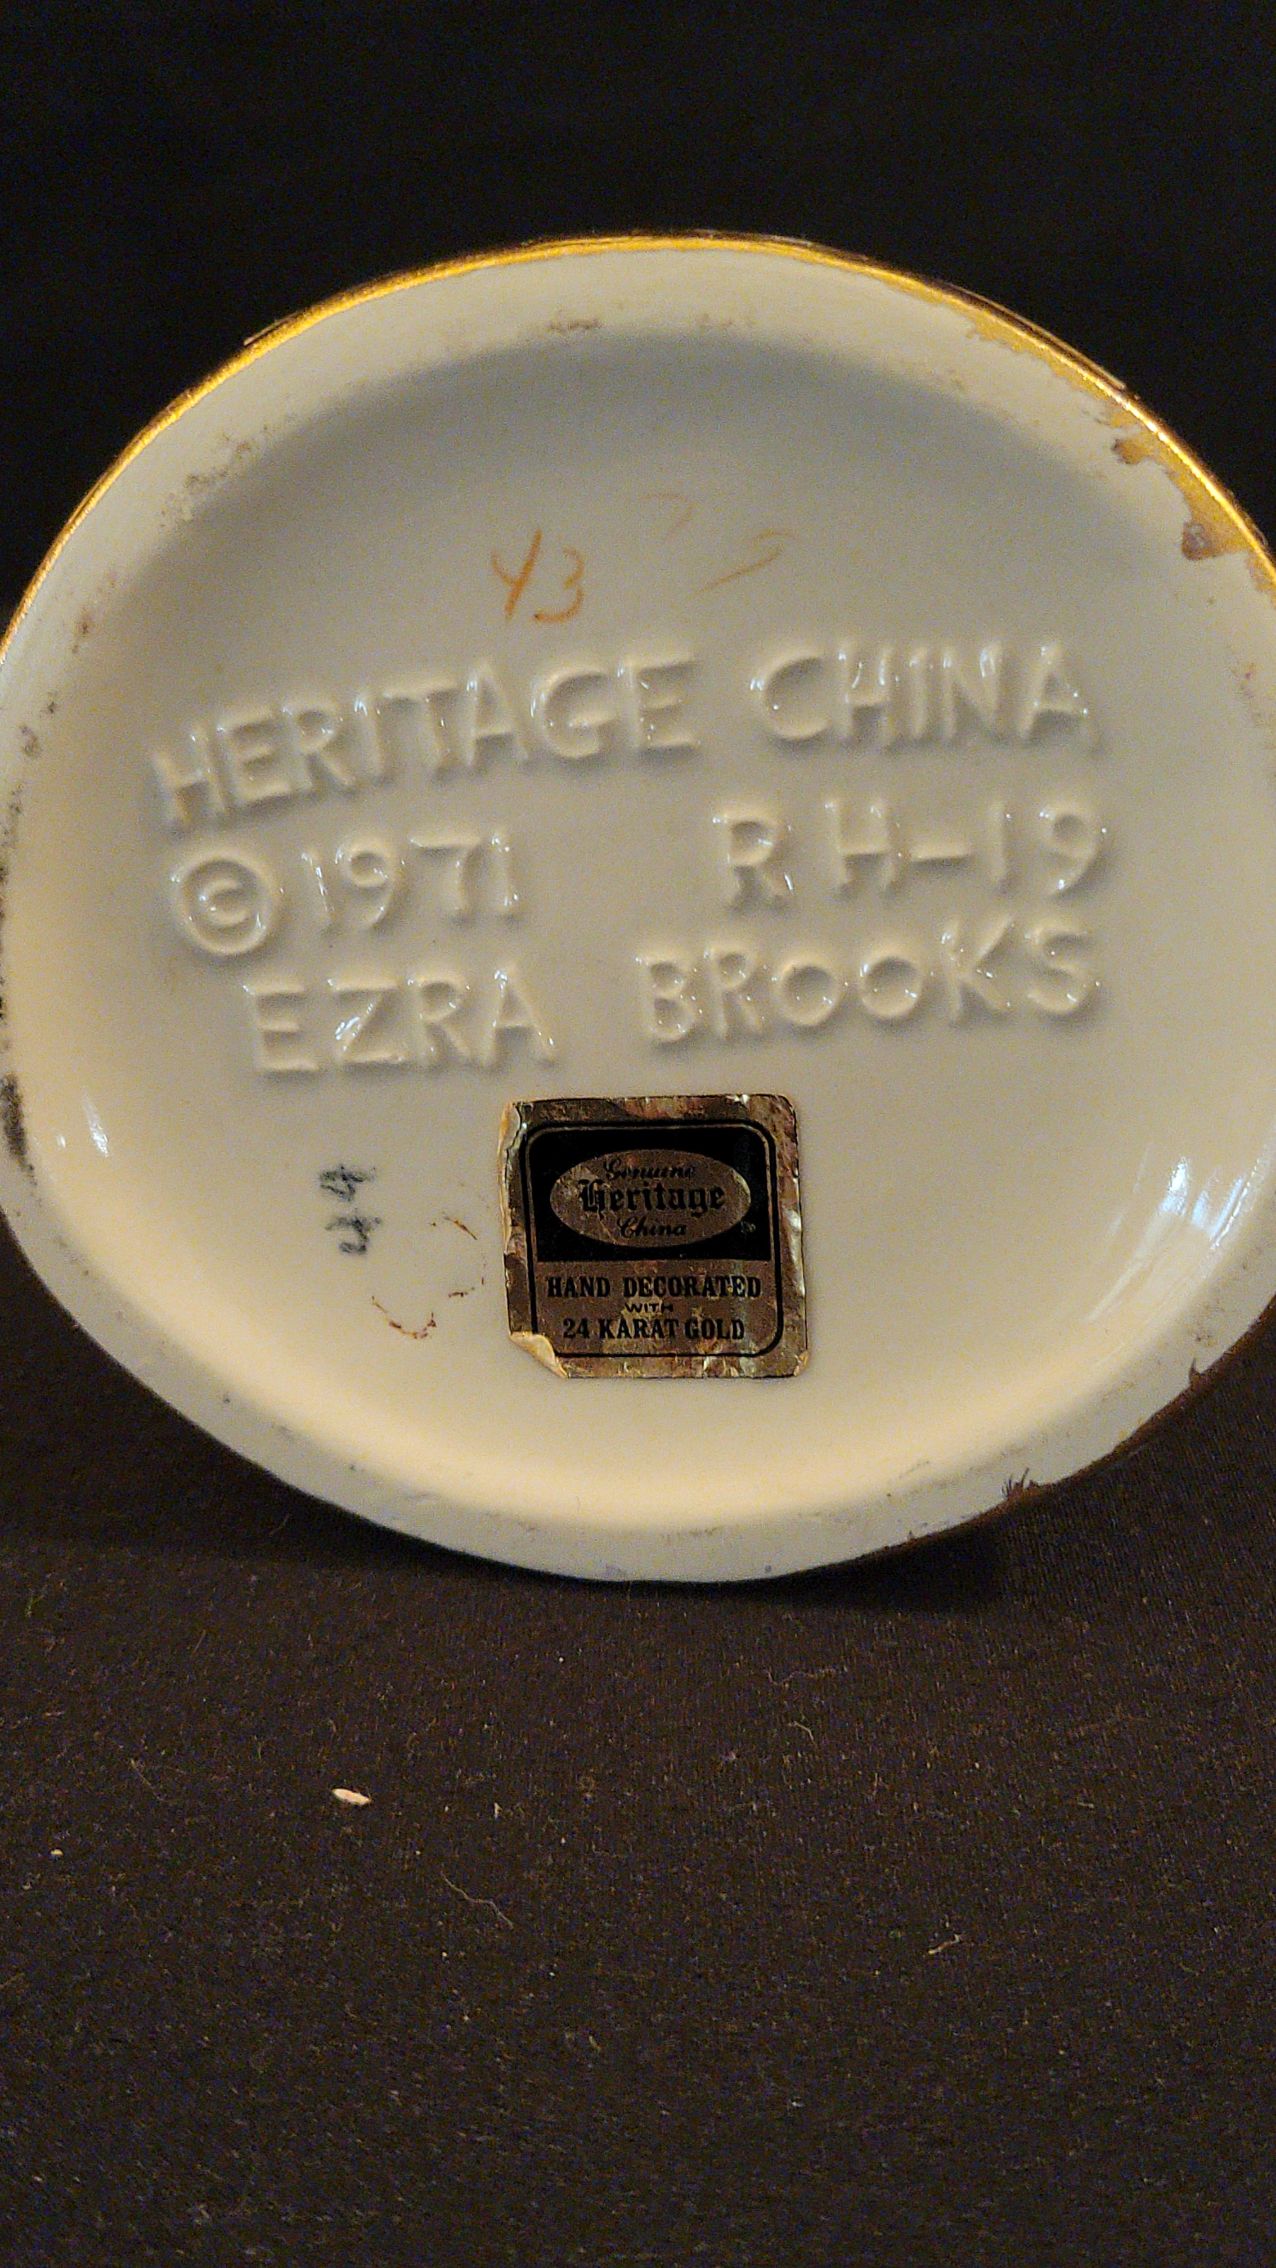 43
HERITAGE CHINA
©1971 RH-19
EZRA BROOKS
Genuine
Heritage
China
HAND DECORATED
WITH
24 KARAT GOLD